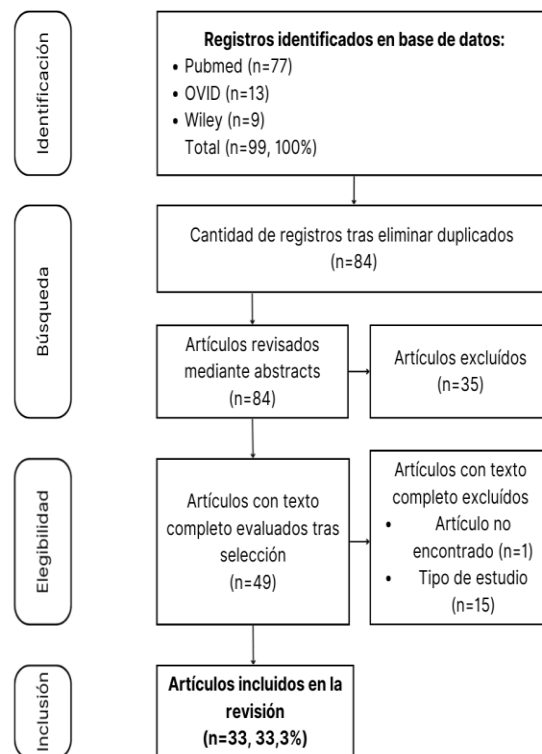 Identificación
Registros identificados en base de datos:
• Pubmed (n=77)
• OVID (n=13)
• Wiley (n=9)
Total (n=99, 100%)
Búsqueda
Cantidad de registros tras eliminar duplicados
(n=84)
Artículos revisados
mediante abstracts
(n=84)
Artículos excluídos
(n=35)
Elegibilidad
Artículos con texto
completo evaluados tras
selección
(n=49)
Artículos con texto
completo excluídos
• Artículo no
encontrado (n=1)
• Tipo de estudio
(n=15)
Inclusión
Artículos incluidos en la
revisión
(n=33, 33,3%)